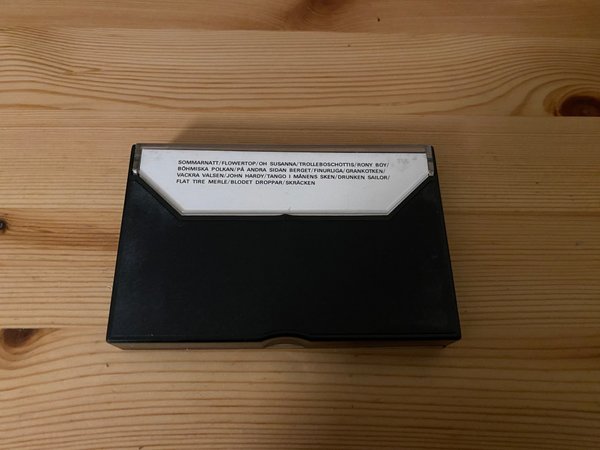 SOMMARNATT/FLOWERTOP/OH SUSANNA/TROLLEBOSCHOTTIS/RONY BOY/
BÖHMISKA POLKAN/PÅ ANDRA SIDAN BERGET/FINURLIGA/GRANKOTKEN/
VACKRA VALSEN/JOHN HARDY/TANGO I MÅNENS SKEN/DRUNKEN SAILOR/
FLAT TIRE MERLE/BLODET DROPPAR/SKRÄCKEN